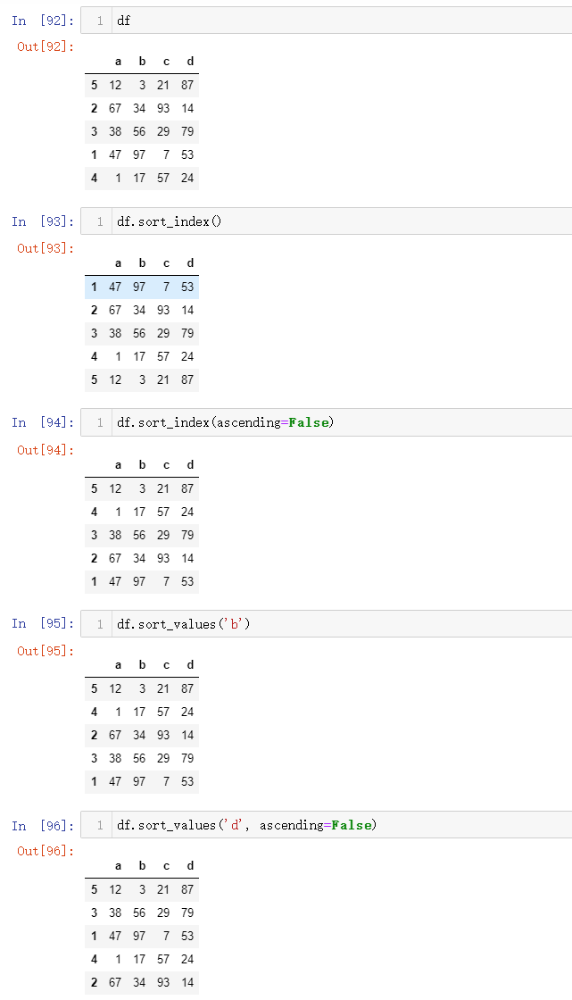 In [92]: 1 df
Out[92]:
a b c d
5 12 3 21 87
2 67 34 93 14
3 38 56 29 79
1 47 97 7 53
4 1 17 57 24
In [93]: 1 df.sort_index()
Out[93]:
a b c d
1 47 97 7 53
2 67 34 93 14
3 38 56 29 79
4 1 17 57 24
5 12 3 21 87
In [94]: 1 df.sort_index(ascending=False)
Out[94]:
a b c d
5 12 3 21 87
4 1 17 57 24
3 38 56 29 79
2 67 34 93 14
1 47 97 7 53
In [95]: 1 df.sort_values('b')
Out[95]:
a b c d
5 12 3 21 87
4 1 17 57 24
2 67 34 93 14
3 38 56 29 79
1 47 97 7 53
In [96]: 1 df.sort_values('d', ascending=False)
Out[96]:
a b c d
5 12 3 21 87
3 38 56 29 79
1 47 97 7 53
4 1 17 57 24
2 67 34 93 14